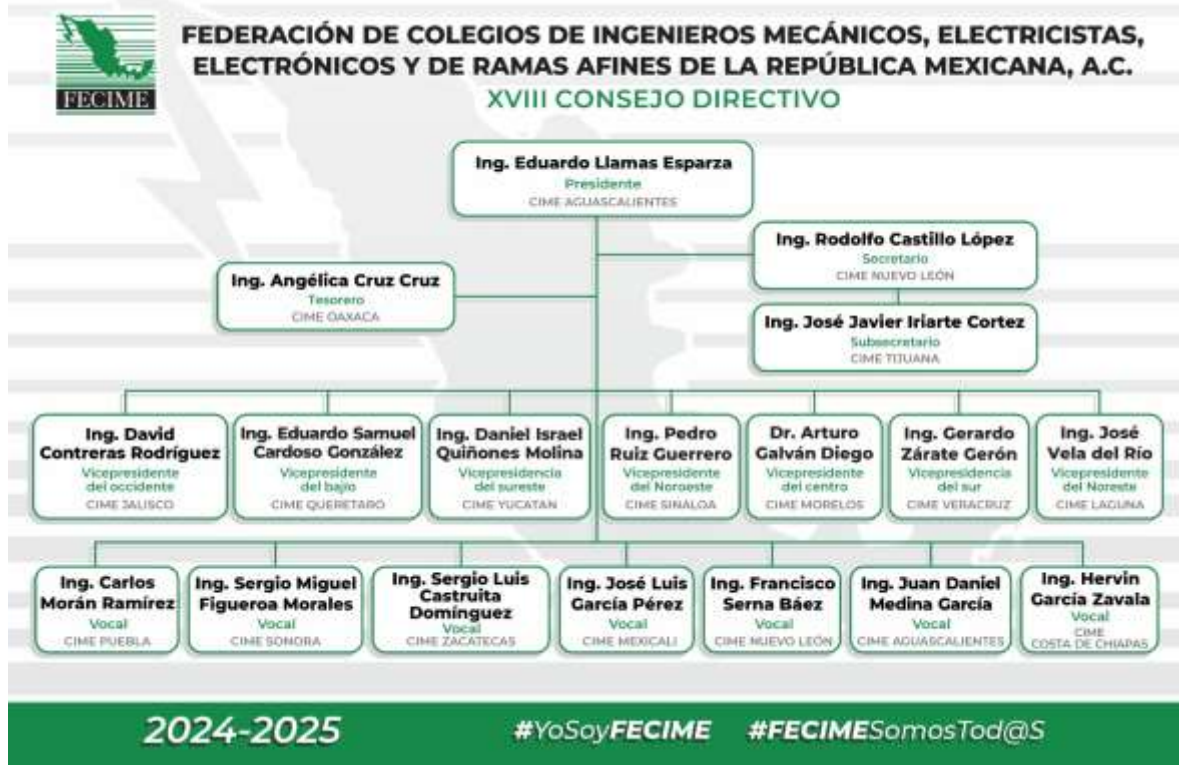 FECIME
FEDERACIÓN DE COLEGIOS DE INGENIEROS MECÁNICOS, ELECTRICISTAS,
ELECTRÓNICOS Y DE RAMAS AFINES DE LA REPÚBLICA MEXICANA, A.C.
XVIII CONSEJO DIRECTIVO
Ing. Eduardo Llamas Esparza
Presidente
CIME AGUASCALIENTES
Ing. Rodolfo Castillo López
Secretario
CIME NUEVO LEÓN
Ing. Angélica Cruz Cruz
Tesorero
CIME OAXACA
Ing. José Javier Iriarte Cortez
Subsecretario
CIME TIJUANA
Ing. David
Contreras Rodríguez
Vicepresidente
del occidente
CIME JALISCO
Ing. Eduardo Samuel
Cardoso González
Vicepresidente
del bajío
CIME QUERETARO
Ing. Daniel Israel
Quiñones Molina
Vicepresidencia
del sureste
CIME YUCATAN
Ing. Pedro
Ruiz Guerrero
Vicepresidente
del Noroeste
CIME SINALOA
Dr. Arturo
Galván Diego
Vicepresidente
del centro
CIME MORELOS
Ing. Gerardo
Zárate Gerón
Vicepresidencia
del sur
CIME VERACRUZ
Ing. José
Vela del Río
Vicepresidente
del Noreste
CIME LAGUNA
Ing. Carlos
Morán Ramírez
Vocal
CIME PUEBLA
Ing. Sergio Miguel
Figueroa Morales
Vocal
CIME SONORA
Ing. Sergio Luis
Castruita
Domínguez
Vocal
CIME ZACATECAS
Ing. José Luis
García Pérez
Vocal
CIME MEXICALI
Ing. Francisco
Serna Báez
Vocal
CIME NUEVO LEÓN
Ing. Juan Daniel
Medina García
Vocal
CIME AGUASCALIENTES
Ing. Hervin
García Zavala
Vocal
CIME
COSTA DE CHIAPAS
2024-2025
#YoSoyFECIME
#FECIMESomosTod@S